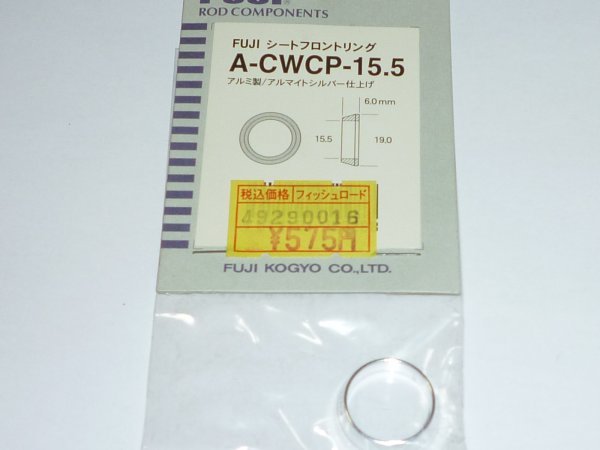 FUJI®
ROD COMPONENTS
FUJI シートフロントリング
A-CWCP-15.5
アルミ製/アルマイトシルバー仕上げ
6.0mm
15.5
19.0
税込価格 フィッシュロード
49290016
¥575円
FUJI KOGYO CO.,LTD.